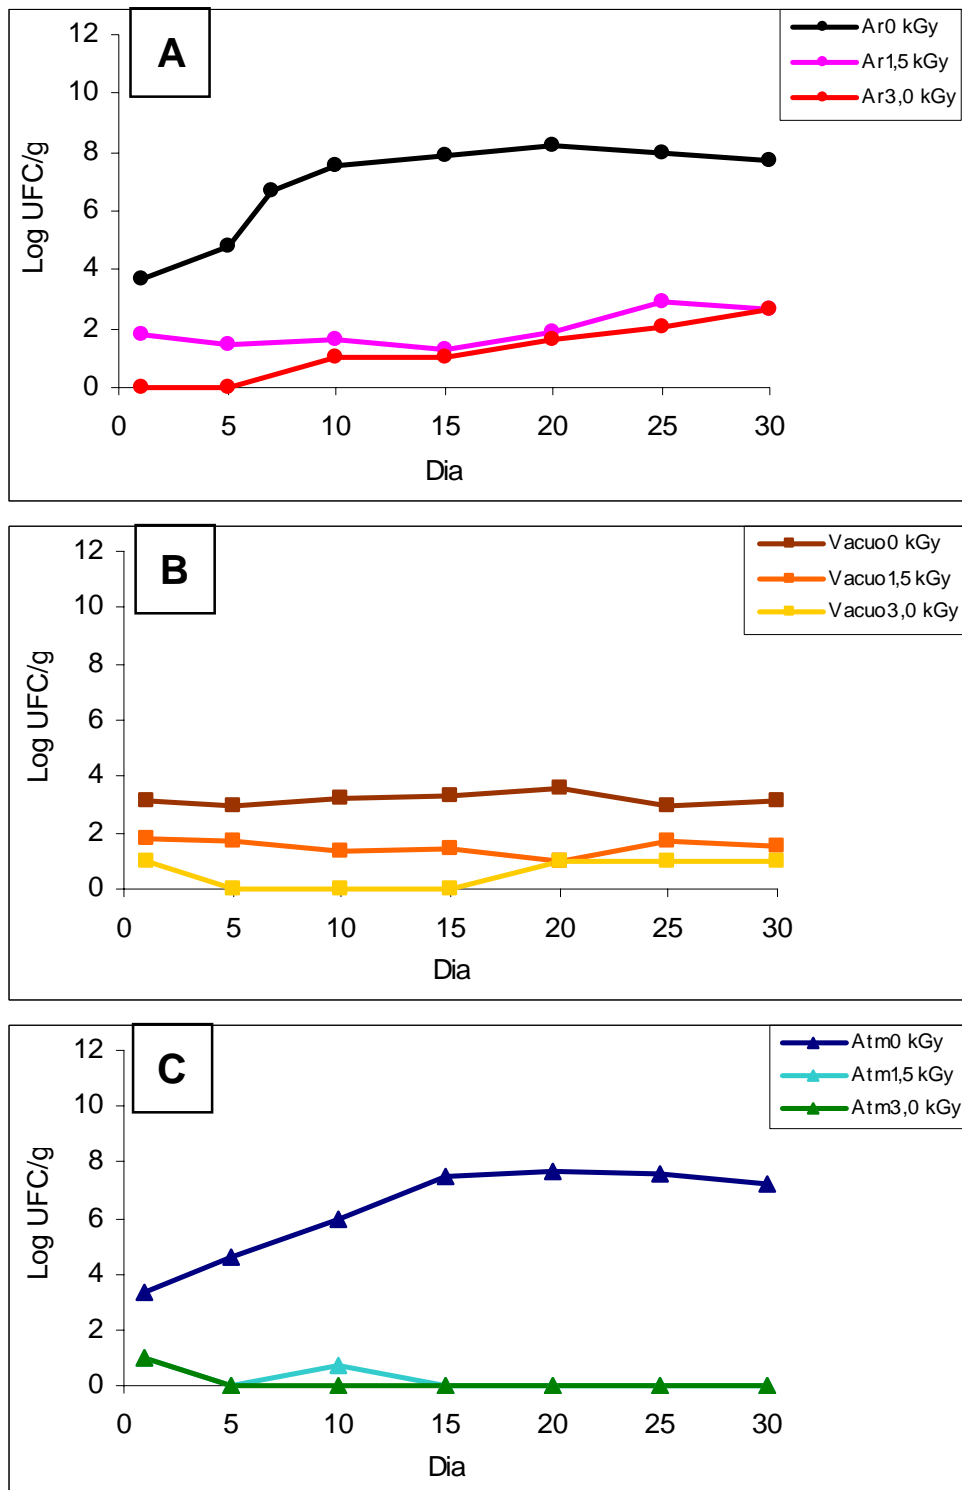 A
Ar0 kGy
Ar1,5 kGy
Ar3,0 kGy
12
10
8
6
4
2
0
Log UFC/g
0 5 10 15 20 25 30
Dia
B
Vacuo0 kGy
Vacuo1,5 kGy
Vacuo3,0 kGy
12
10
8
6
4
2
0
Log UFC/g
0 5 10 15 20 25 30
Dia
C
Atm0 kGy
Atm1,5 kGy
Atm3,0 kGy
12
10
8
6
4
2
0
Log UFC/g
0 5 10 15 20 25 30
Dia